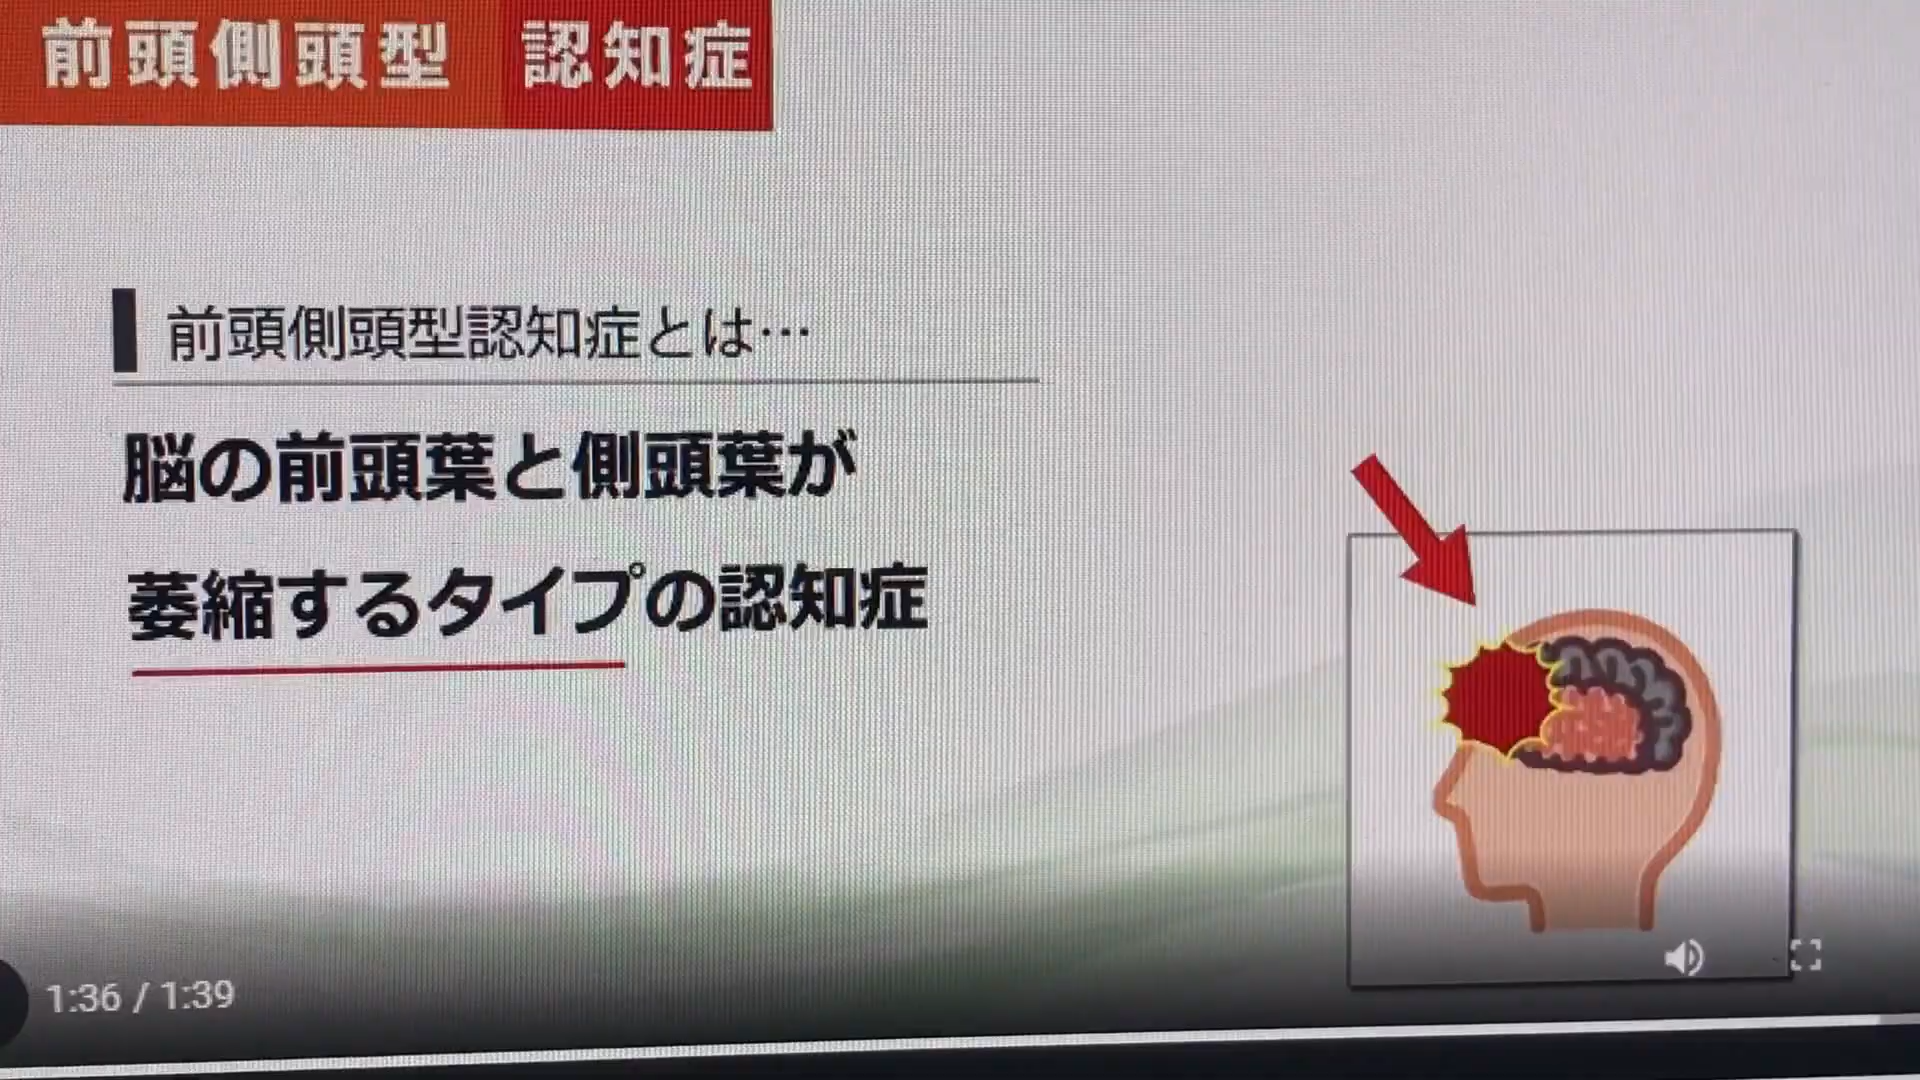 前頭側頭型 認知症
前頭側頭型認知症とは…
脳の前頭葉と側頭葉が
萎縮するタイプの認知症
1:36 / 1:39